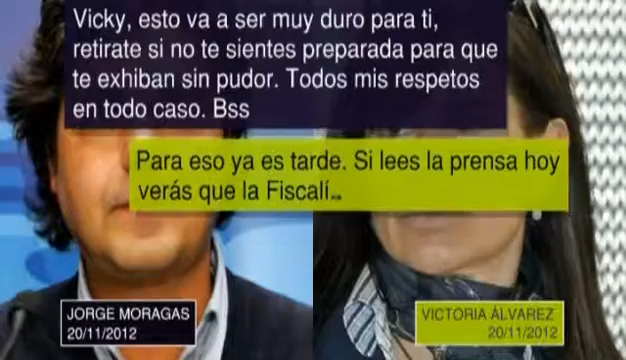 Vicky, esto va a ser muy duro para ti,
retirate si no te sientes preparada para que
te exhiban sin pudor. Todos mis respetos
en todo caso. Bss
Para eso ya es tarde. Si lees la prensa hoy
verás que la Fiscalí...
JORGE MORAGAS
20/11/2012
VICTORIA ÁLVAREZ
20/11/2012